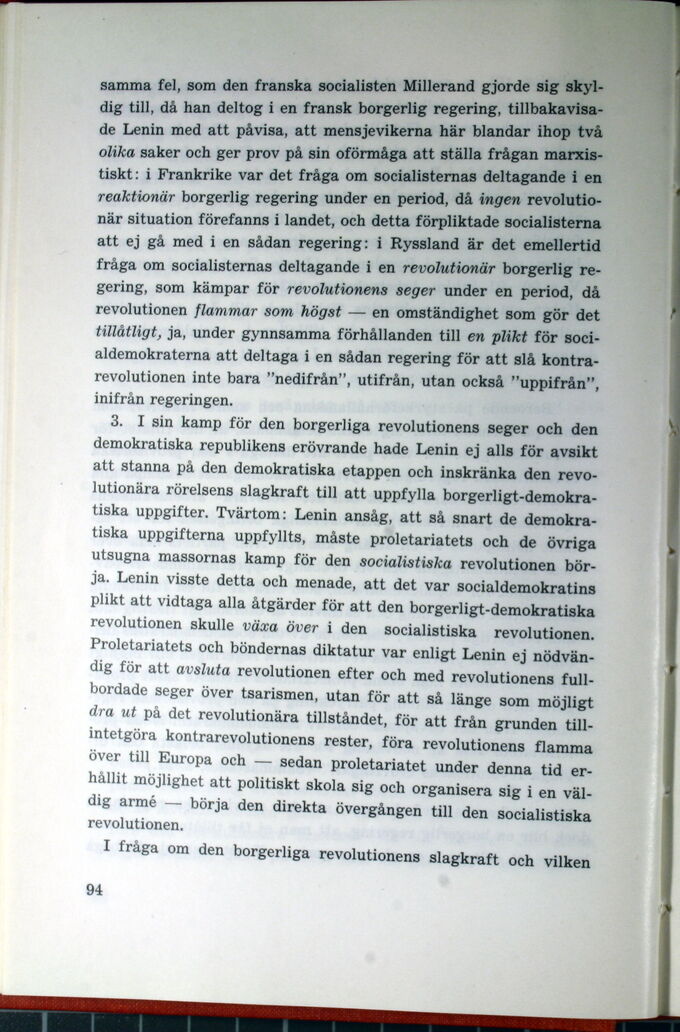 samma fel, som den franska socialisten Millerand gjorde sig skyl-
dig till, då han deltog i en fransk borgerlig regering, tillbakavisa-
de Lenin med att påvisa, att mensjevikerna här blandar ihop två
olika saker och ger prov på sin oförmåga att ställa frågan marxis-
tiskt: i Frankrike var det fråga om socialisternas deltagande i en
reaktionär borgerlig regering under en period, då ingen revolutio-
när situation förefanns i landet, och detta förpliktade socialisterna
att ej gå med i en sådan regering: i Ryssland är det emellertid
fråga om socialisternas deltagande i en revolutionär borgerlig re-
gering, som kämpar för revolutionens seger under en period, då
revolutionen flammar som högst — en omständighet som gör det
tillåtligt, ja, under gynnsamma förhållanden till en plikt för soci-
aldemokraterna att deltaga i en sådan regering för att slå kontra-
revolutionen inte bara ”nedifrån”, utifrån, utan också ”uppifrån”,
inifrån regeringen.
3. I sin kamp för den borgerliga revolutionens seger och den
demokratiska republikens erövrande hade Lenin ej alls för avsikt
att stanna på den demokratiska etappen och inskränka den revo-
lutionära rörelsens slagkraft till att uppfylla borgerligt-demokra-
tiska uppgifter. Tvärtom: Lenin ansåg, att så snart de demokra-
tiska uppgifterna uppfyllts, måste proletariatets och de övriga
utsugna massornas kamp för den socialistiska revolutionen bör-
ja. Lenin visste detta och menade, att det var socialdemokratins
plikt att vidtaga alla åtgärder för att den borgerligt-demokratiska
revolutionen skulle växa över i den socialistiska revolutionen.
Proletariatets och böndernas diktatur var enligt Lenin ej nödvän-
dig för att avsluta revolutionen efter och med revolutionens full-
bordade seger över tsarismen, utan för att så länge som möjligt
dra ut på det revolutionära tillståndet, för att från grunden till-
intetgöra kontrarevolutionens rester, föra revolutionens flamma
över till Europa och — sedan proletariatet under denna tid er-
hållit möjlighet att politiskt skola sig och organisera sig i en väl-
dig armé — börja den direkta övergången till den socialistiska
revolutionen.
I fråga om den borgerliga revolutionens slagkraft och vilken
94